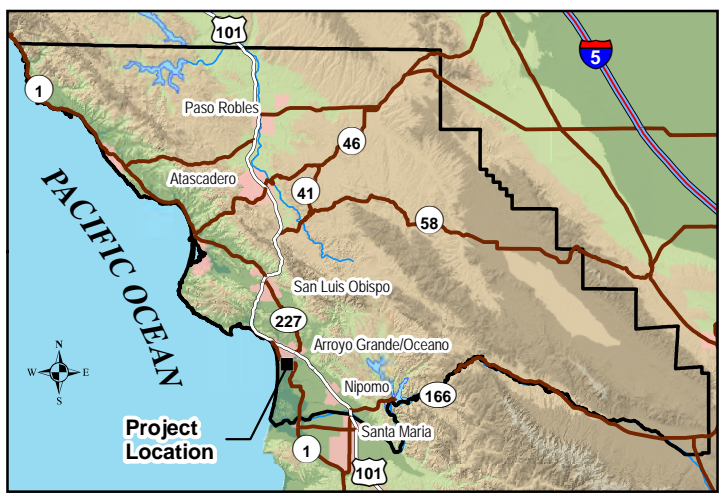 101
5
1
Paso Robles
46
Atascadero
41
58
PACIFIC OCEAN
San Luis Obispo
227
Arroyo Grande/Oceano
N
W E
S
Nipomo
166
Project
Location
Santa Maria
1
101